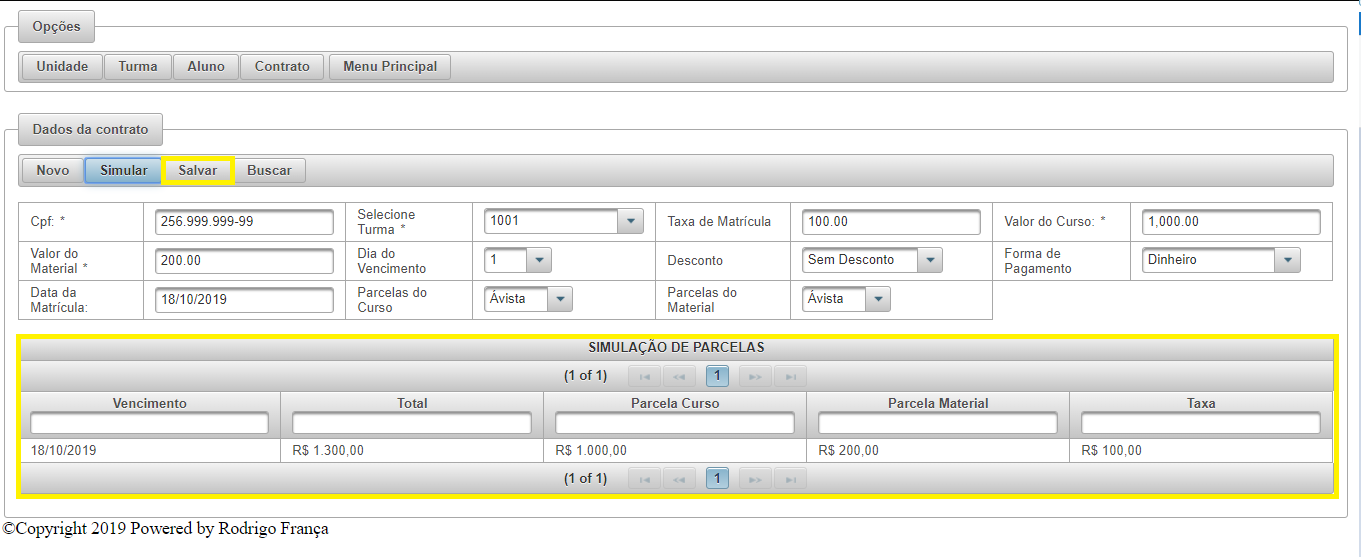 Opções
Unidade Turma Aluno Contrato Menu Principal
Dados da contrato
Novo Simular Salvar Buscar
Cpf: * 256.999.999-99 Selecione Turma * 1001 Taxa de Matrícula 100.00 Valor do Curso: * 1,000.00
Valor do Material * 200.00 Dia do Vencimento 1 Desconto Sem Desconto Forma de Pagamento Dinheiro
Data da Matrícula: 18/10/2019 Parcelas do Curso Ávista Parcelas do Material Ávista
SIMULAÇÃO DE PARCELAS
(1 of 1) 1
Vencimento Total Parcela Curso Parcela Material Taxa
18/10/2019 R$ 1.300,00 R$ 1.000,00 R$ 200,00 R$ 100,00
(1 of 1) 1
©Copyright 2019 Powered by Rodrigo França